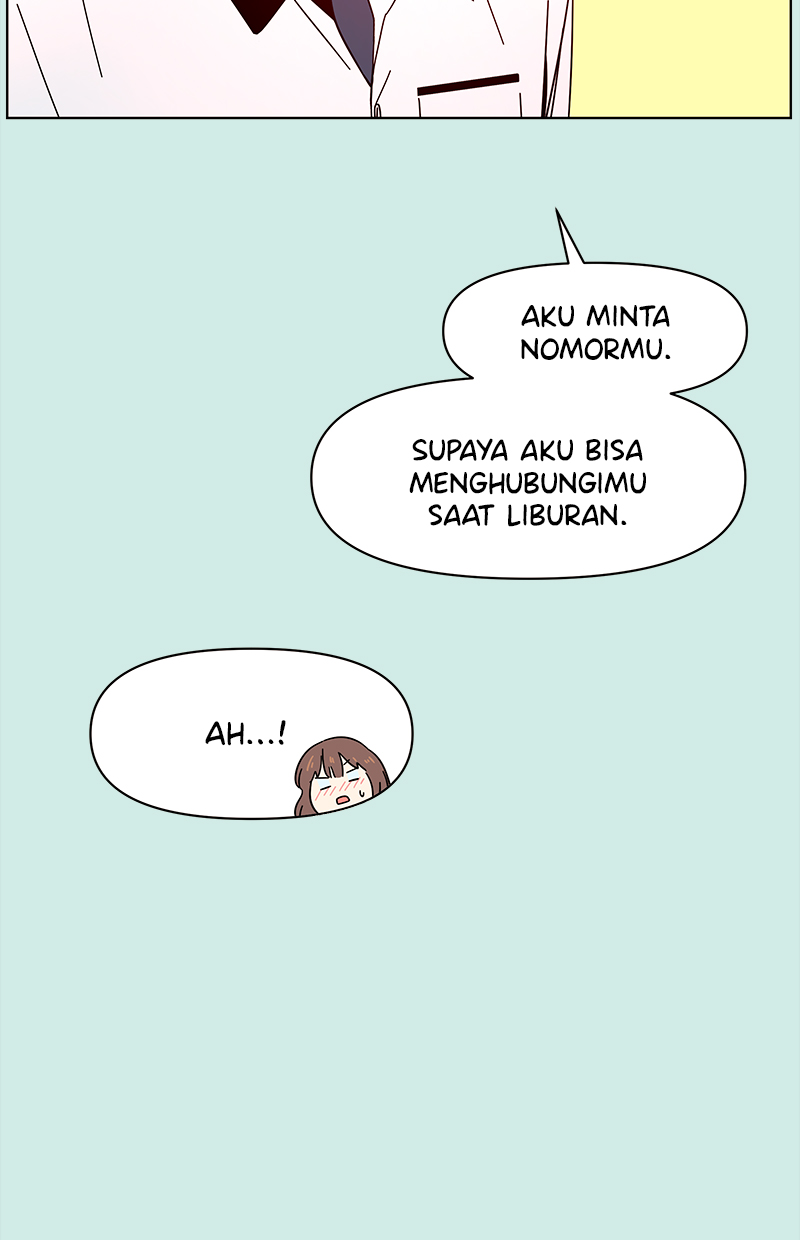 AKU MINTA
NOMORMU.
SUPAYA AKU BISA
MENGHUBUNGIMU
SAAT LIBURAN.
AH...!